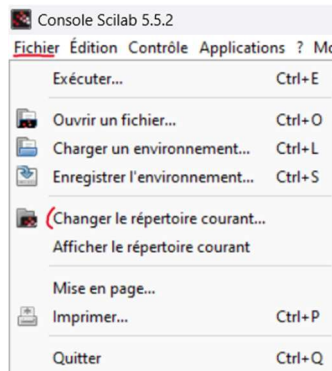 Console Scilab 5.5.2
Fichier Édition Contrôle Applications ? Mo
Exécuter... Ctrl+E
Ouvrir un fichier... Ctrl+O
Charger un environnement... Ctrl+L
Enregistrer l'environnement... Ctrl+S
Changer le répertoire courant...
Afficher le répertoire courant
Mise en page...
Imprimer... Ctrl+P
Quitter Ctrl+Q